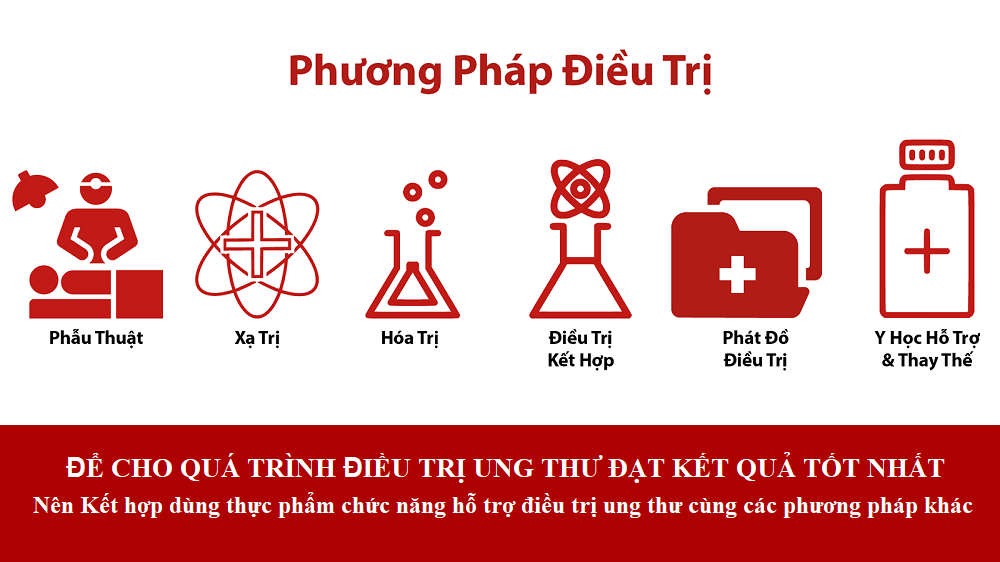 Phương Pháp Điều Trị
Phẫu Thuật
Xạ Trị
Hóa Trị
Điều Trị
Kết Hợp
Phát Đồ
Điều Trị
Y Học Hỗ Trợ
& Thay Thế
ĐỂ CHO QUÁ TRÌNH ĐIỀU TRỊ UNG THƯ ĐẠT KẾT QUẢ TỐT NHẤT
Nên Kết hợp dùng thực phẩm chức năng hỗ trợ điều trị ung thư cùng các phương pháp khác